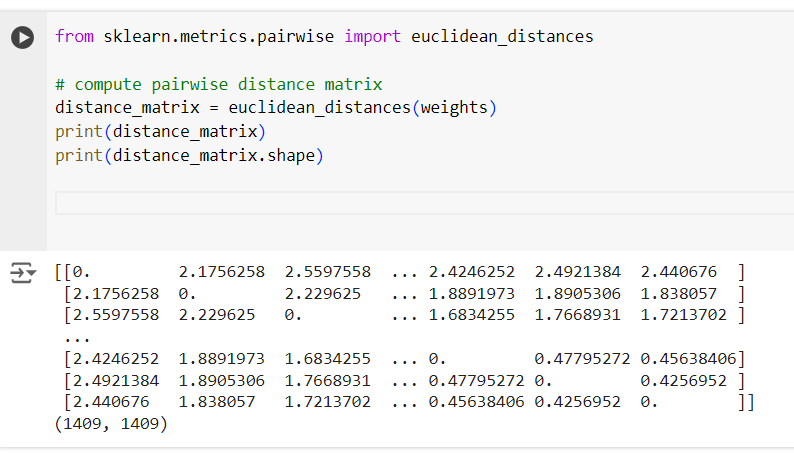 from sklearn.metrics.pairwise import euclidean_distances
# compute pairwise distance matrix
distance_matrix = euclidean_distances(weights)
print(distance_matrix)
print(distance_matrix.shape)
[[0.         2.1756258  2.5597558  ... 2.4246252  2.4921384  2.440676  ]
 [2.1756258  0.         2.229625   ... 1.8891973  1.8905306  1.838057  ]
 [2.5597558  2.229625   0.         ... 1.6834255  1.7668931  1.7213702 ]
 ...
 [2.4246252  1.8891973  1.6834255  ... 0.         0.47795272 0.45638406]
 [2.4921384  1.8905306  1.7668931  ... 0.47795272 0.         0.4256952 ]
 [2.440676   1.838057   1.7213702  ... 0.45638406 0.4256952  0.        ]]
(1409, 1409)